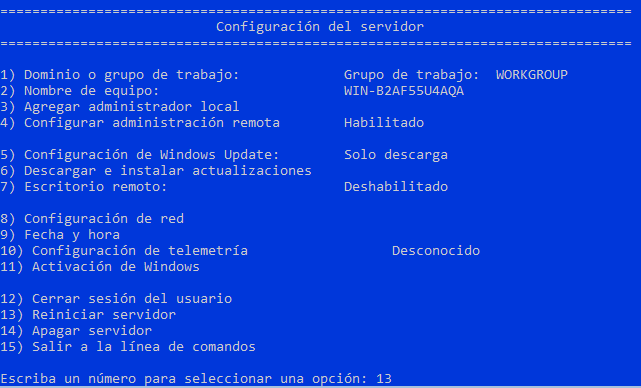 ===============================================================================
Configuración del servidor
===============================================================================
1) Dominio o grupo de trabajo: Grupo de trabajo: WORKGROUP
2) Nombre de equipo: WIN-B2AF55U4AQA
3) Agregar administrador local
4) Configurar administración remota Habilitado
5) Configuración de Windows Update: Solo descarga
6) Descargar e instalar actualizaciones
7) Escritorio remoto: Deshabilitado
8) Configuración de red
9) Fecha y hora
10) Configuración de telemetría Desconocido
11) Activación de Windows
12) Cerrar sesión del usuario
13) Reiniciar servidor
14) Apagar servidor
15) Salir a la línea de comandos
Escriba un número para seleccionar una opción: 13